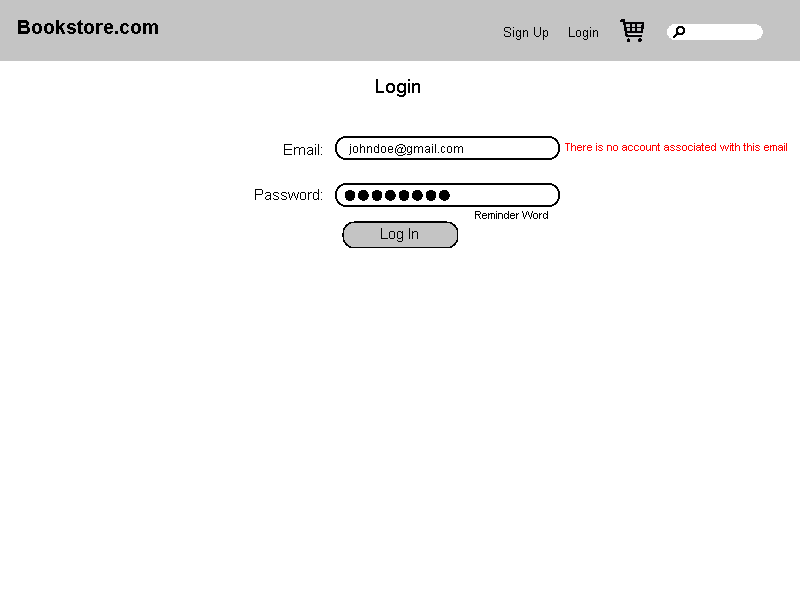 Bookstore.com
Sign Up
Login
Login
Email:
johndoe@gmail.com
There is no account associated with this email
Password:
Reminder Word
Log In